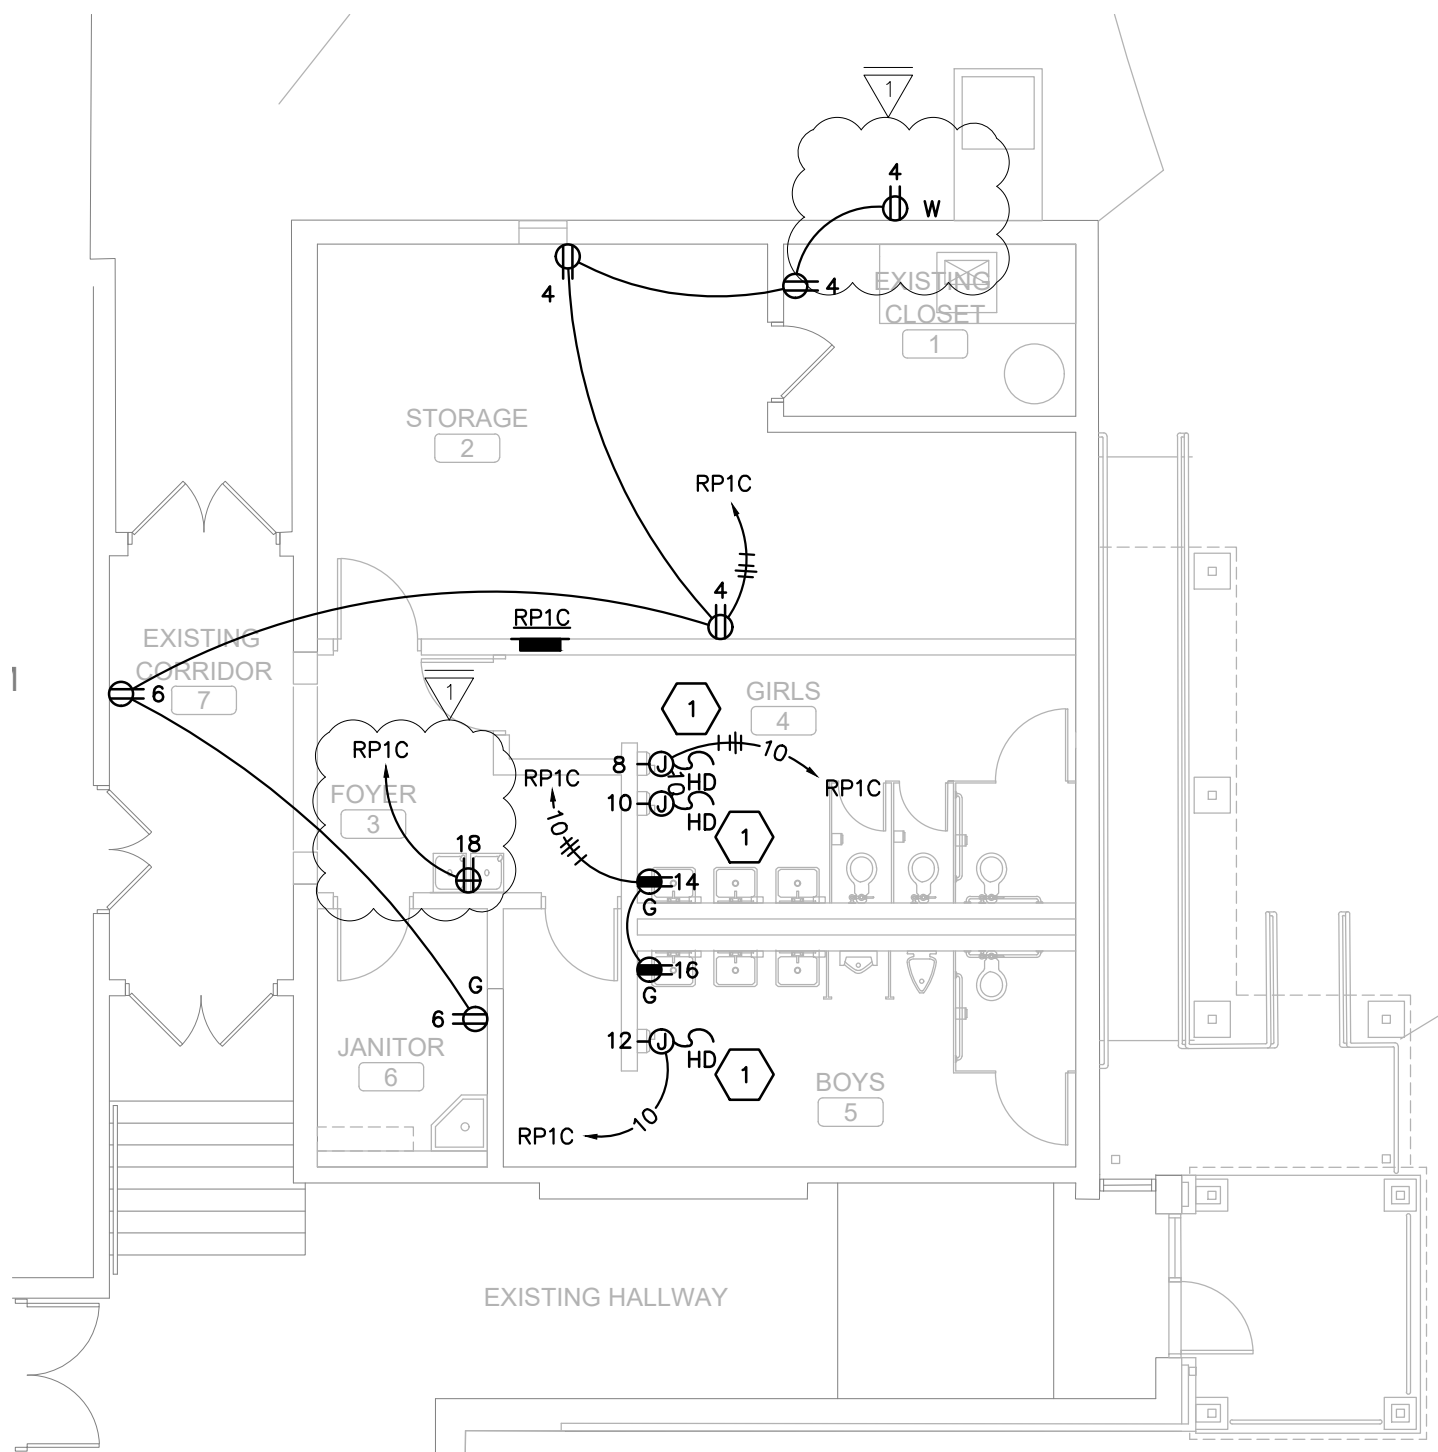 1
4
W
4
4
EXISTING
CLOSET
1
STORAGE
2
RP1C
4
RP1C
EXISTING
CORRIDOR
7
6
1
GIRLS
4
1
RP1C
8
J
10
10
HD
RP1C
RP1C
10
FOYER
3
10
J
HD
1
18
14
G
16
G
G
6
JANITOR
6
12
J
HD
1
BOYS
5
10
RP1C
EXISTING HALLWAY